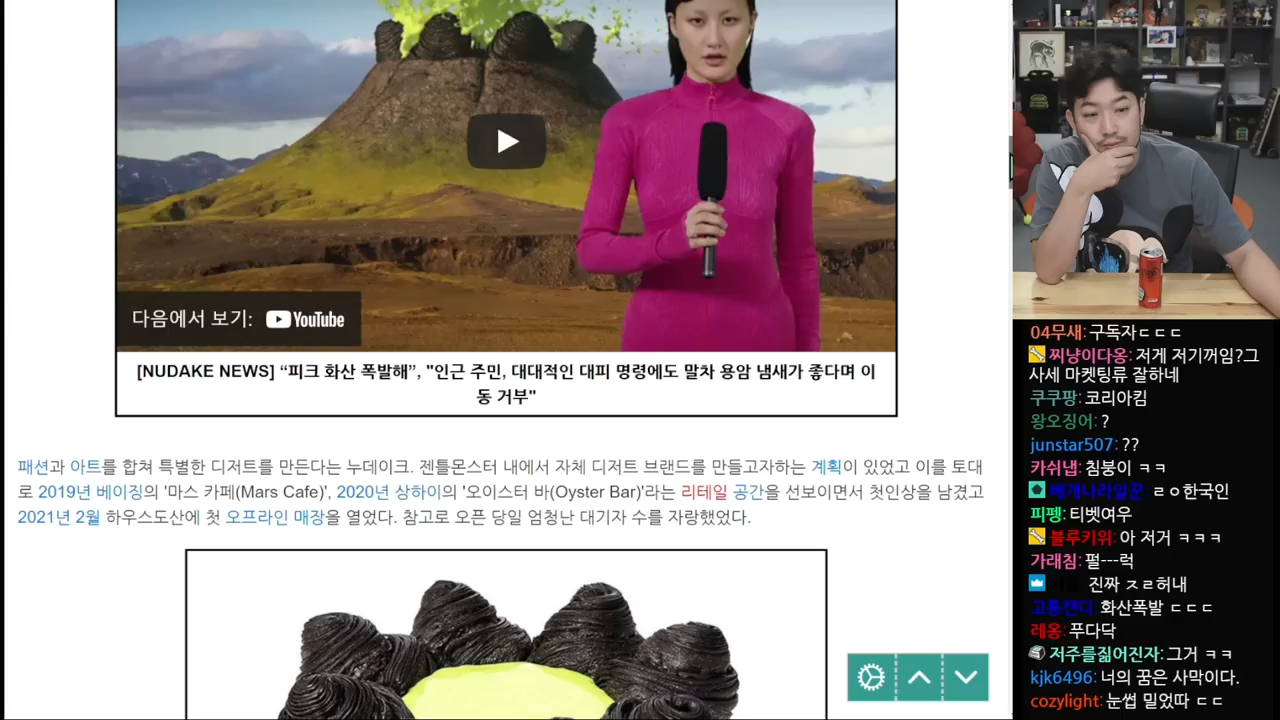 다음에서 보기: YouTube
[NUDAKE NEWS] “피크 화산 폭발해”, "인근 주민, 대대적인 대피 명령에도 말차 용암 냄새가 좋다며 이
동 거부"
패션과 아트를 합쳐 특별한 디저트를 만든다는 누데이크. 젠틀몬스터 내에서 자체 디저트 브랜드를 만들고자하는 계획이 있었고 이를 토대
로 2019년 베이징의 '마스 카페(Mars Cafe)', 2020년 상하이의 '오이스터 바(Oyster Bar)'라는 리테일 공간을 선보이면서 첫인상을 남겼고
2021년 2월 하우스도산에 첫 오프라인 매장을 열었다. 참고로 오픈 당일 엄청난 대기자 수를 자랑했었다.
04무새: 구독자ㄷㄷㄷ
찌냥이다옹: 저게 저기꺼임?그
사세 마켓팅류 잘하네
쿠쿠팡: 코리아킴
왕오징어: ?
junstar507: ??
카쉬냅: 침붕이 ㅋㅋ
베개나라일꾼: ㄹㅇ한국인
피펭: 티벳여우
블루키위: 아 저거 ㅋㅋㅋ
가래침: 펄---럭
진짜 ㅈㄹ허내
고통캔디: 화산폭발 ㄷㄷㄷ
레옹: 푸다닥
저주를짊어진자: 그거 ㅋㅋ
kjk6496: 너의 꿈은 사막이다.
cozylight: 눈썹 밀었따 ㄷㄷ